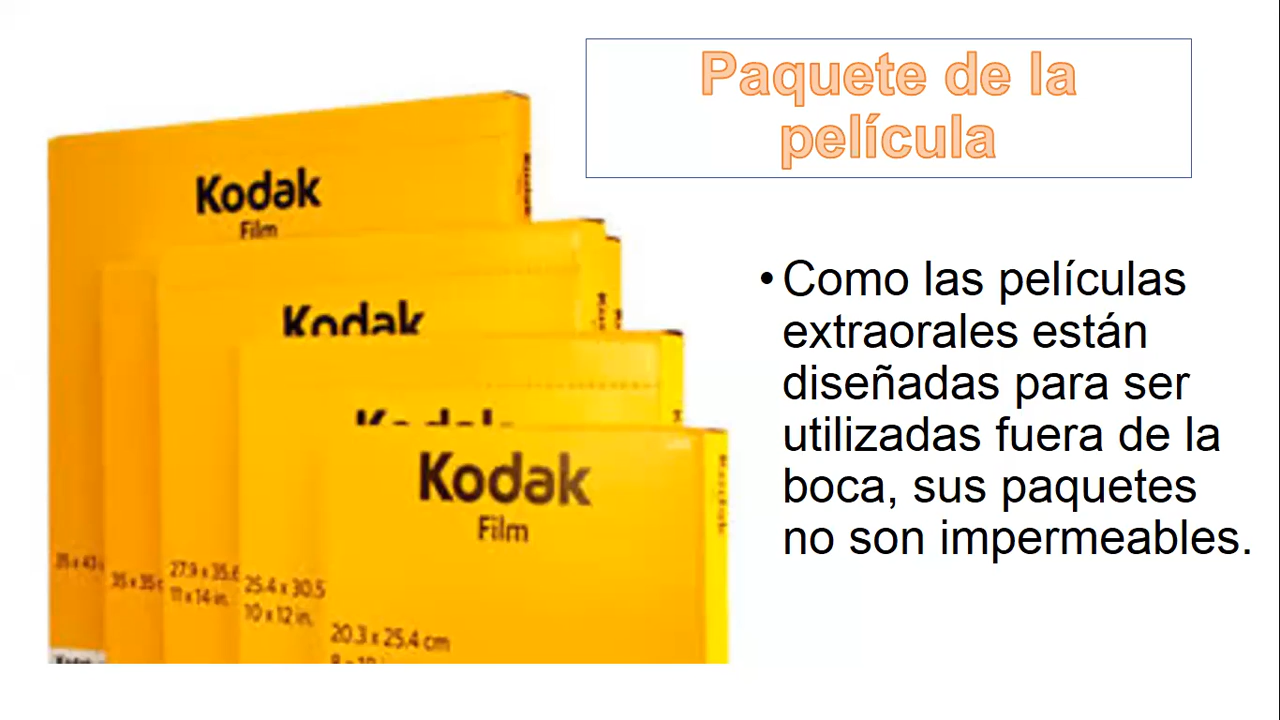 Paquete de la
película
Kodak
Film
Kodak
Kodak
Film
27.9 x 35.6
11 x 14 in.
25.4 x 30.5
10 x 12 in.
20.3 x 25.4 cm
• Como las películas
extraorales están
diseñadas para ser
utilizadas fuera de la
boca, sus paquetes
no son impermeables.